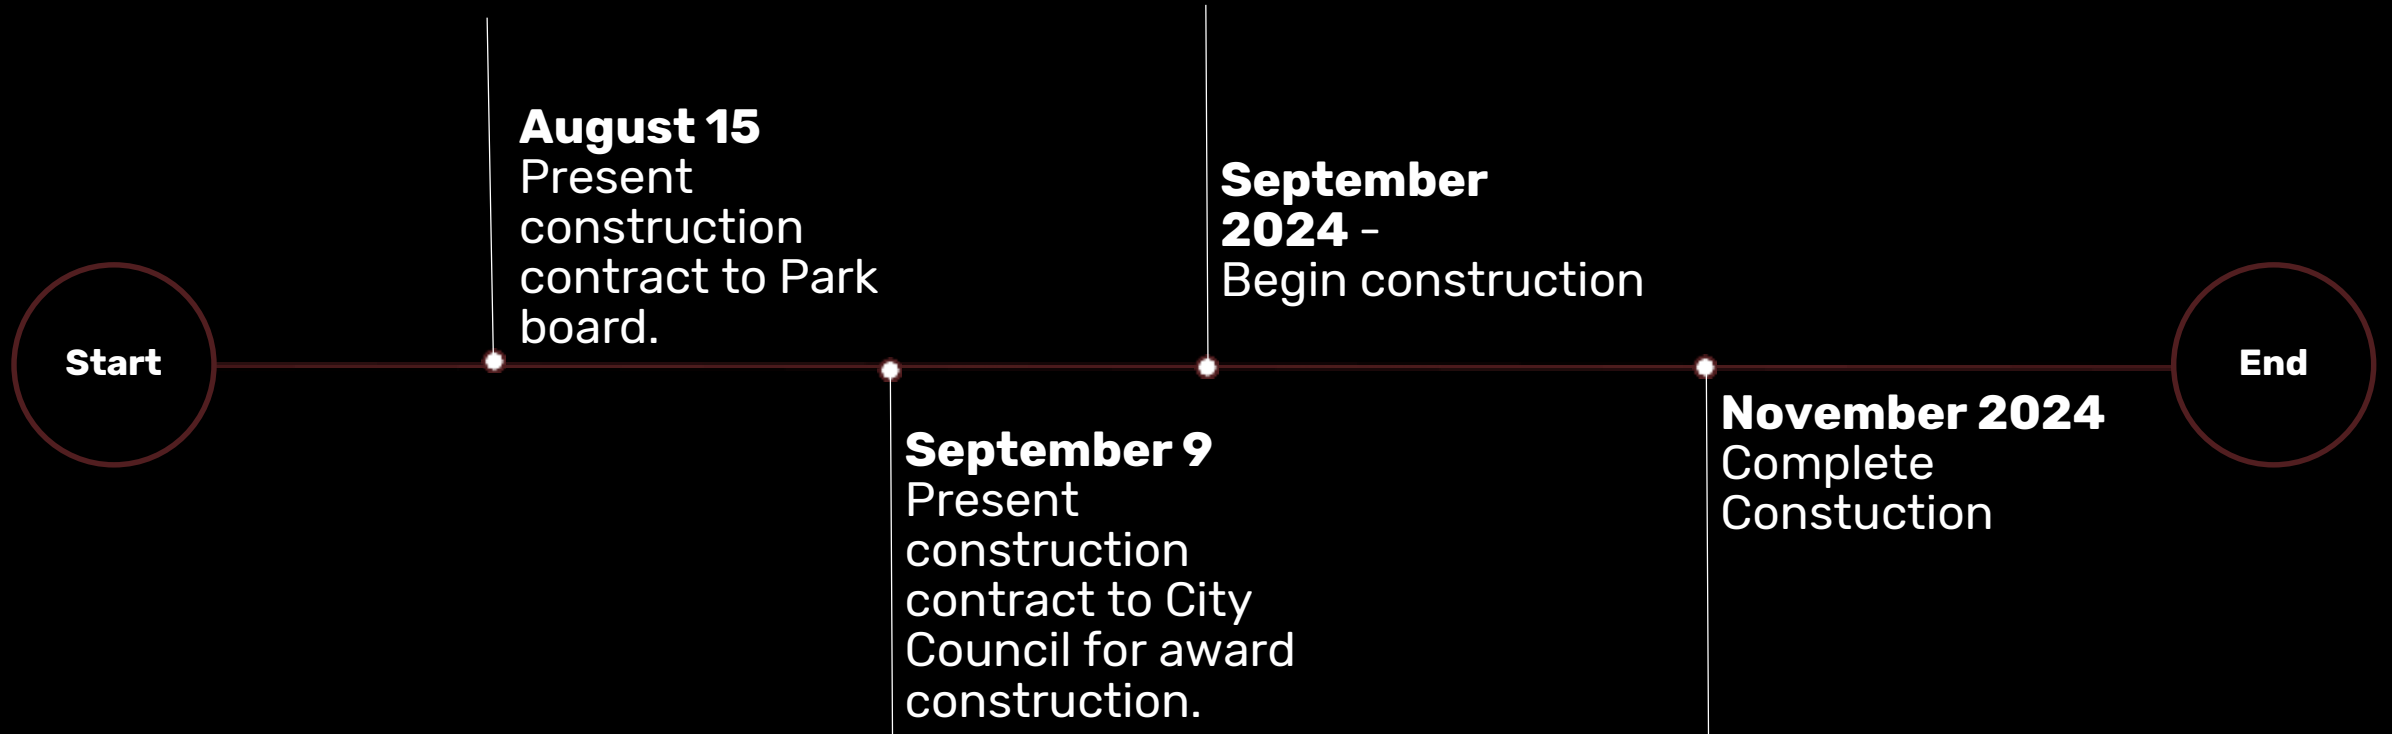 Start
August 15
Present
construction
contract to Park
board.
September 9
Present
construction
contract to City
Council for award
construction.
September
2024 -
Begin construction
November 2024
Complete
Constuction
End